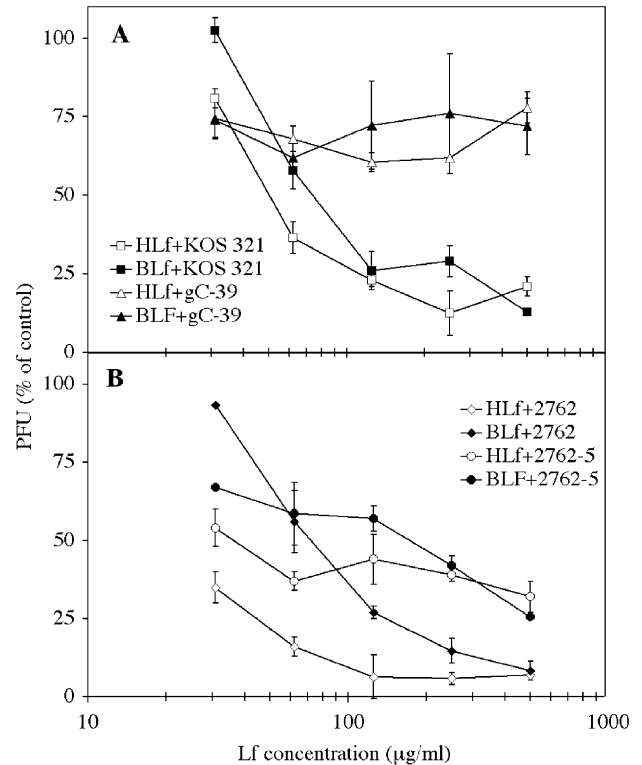 A
100
75
50
25
0
HLf+KOS 321
BLf+KOS 321
HLf+gC-39
BLF+gC-39
PFU (% of control)
B
100
75
50
25
0
HLf+2762
BLf+2762
HLf+2762-5
BLF+2762-5
10
100
1000
Lf concentration (μg/ml)